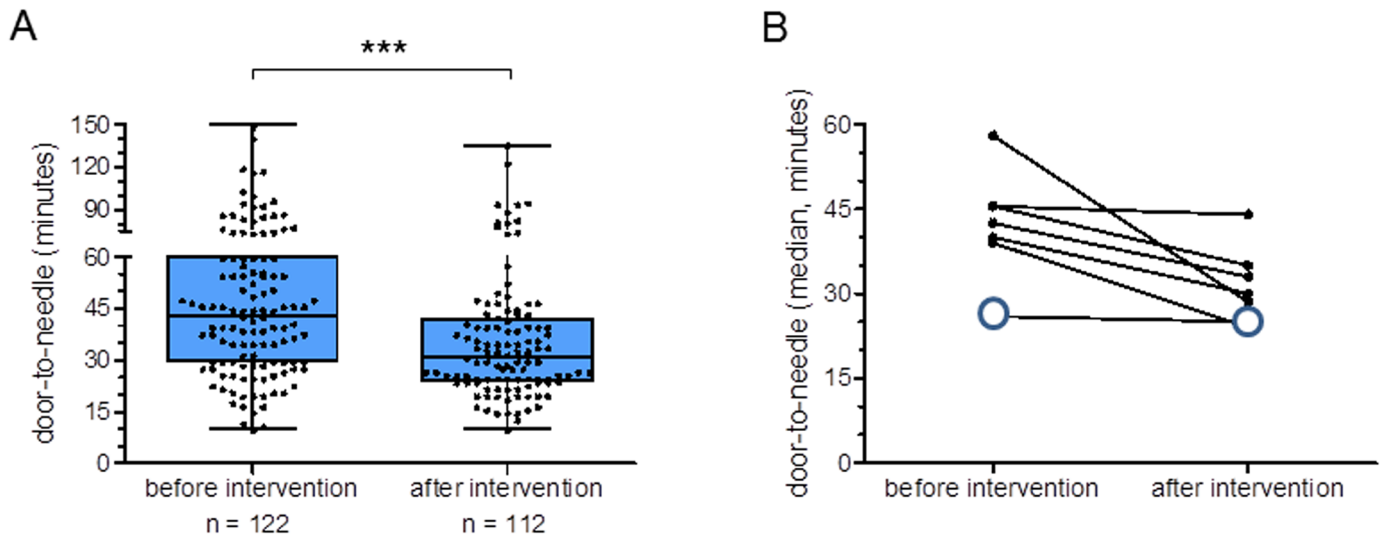 A
***
door-to-needle (minutes)
150
120
90
60
45
30
15
0
before intervention
after intervention
n = 122
n = 112
B
door-to-needle (median, minutes)
60
45
30
15
0
before intervention
after intervention